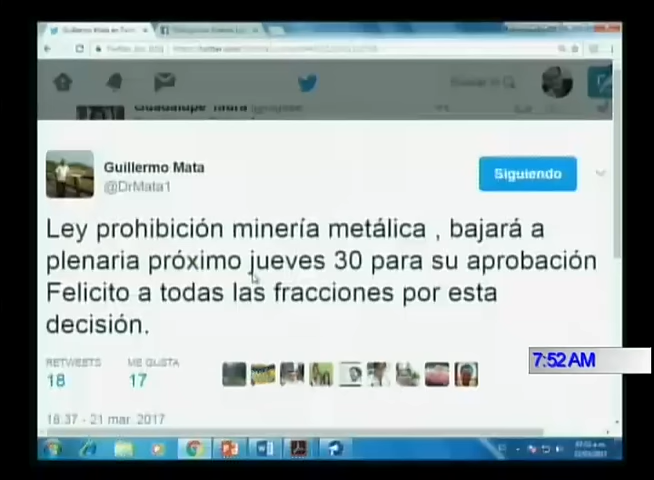 Guillermo Mata
@DrMata1
Siguiendo
Ley prohibición minería metálica , bajará a
plenaria próximo jueves 30 para su aprobación
Felicito a todas las fracciones por esta
decisión.
RETWEETS
ME GUSTA
18
17
7:52 AM
16:37 - 21 mar. 2017